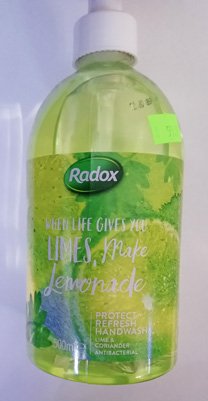 Radox
WHEN LIFE GIVES YOU
LIMES, Make
Lemonade
PROTECT+
REFRESH
HANDWASH
LIME &
CORIANDER
ANTIBACTERIAL